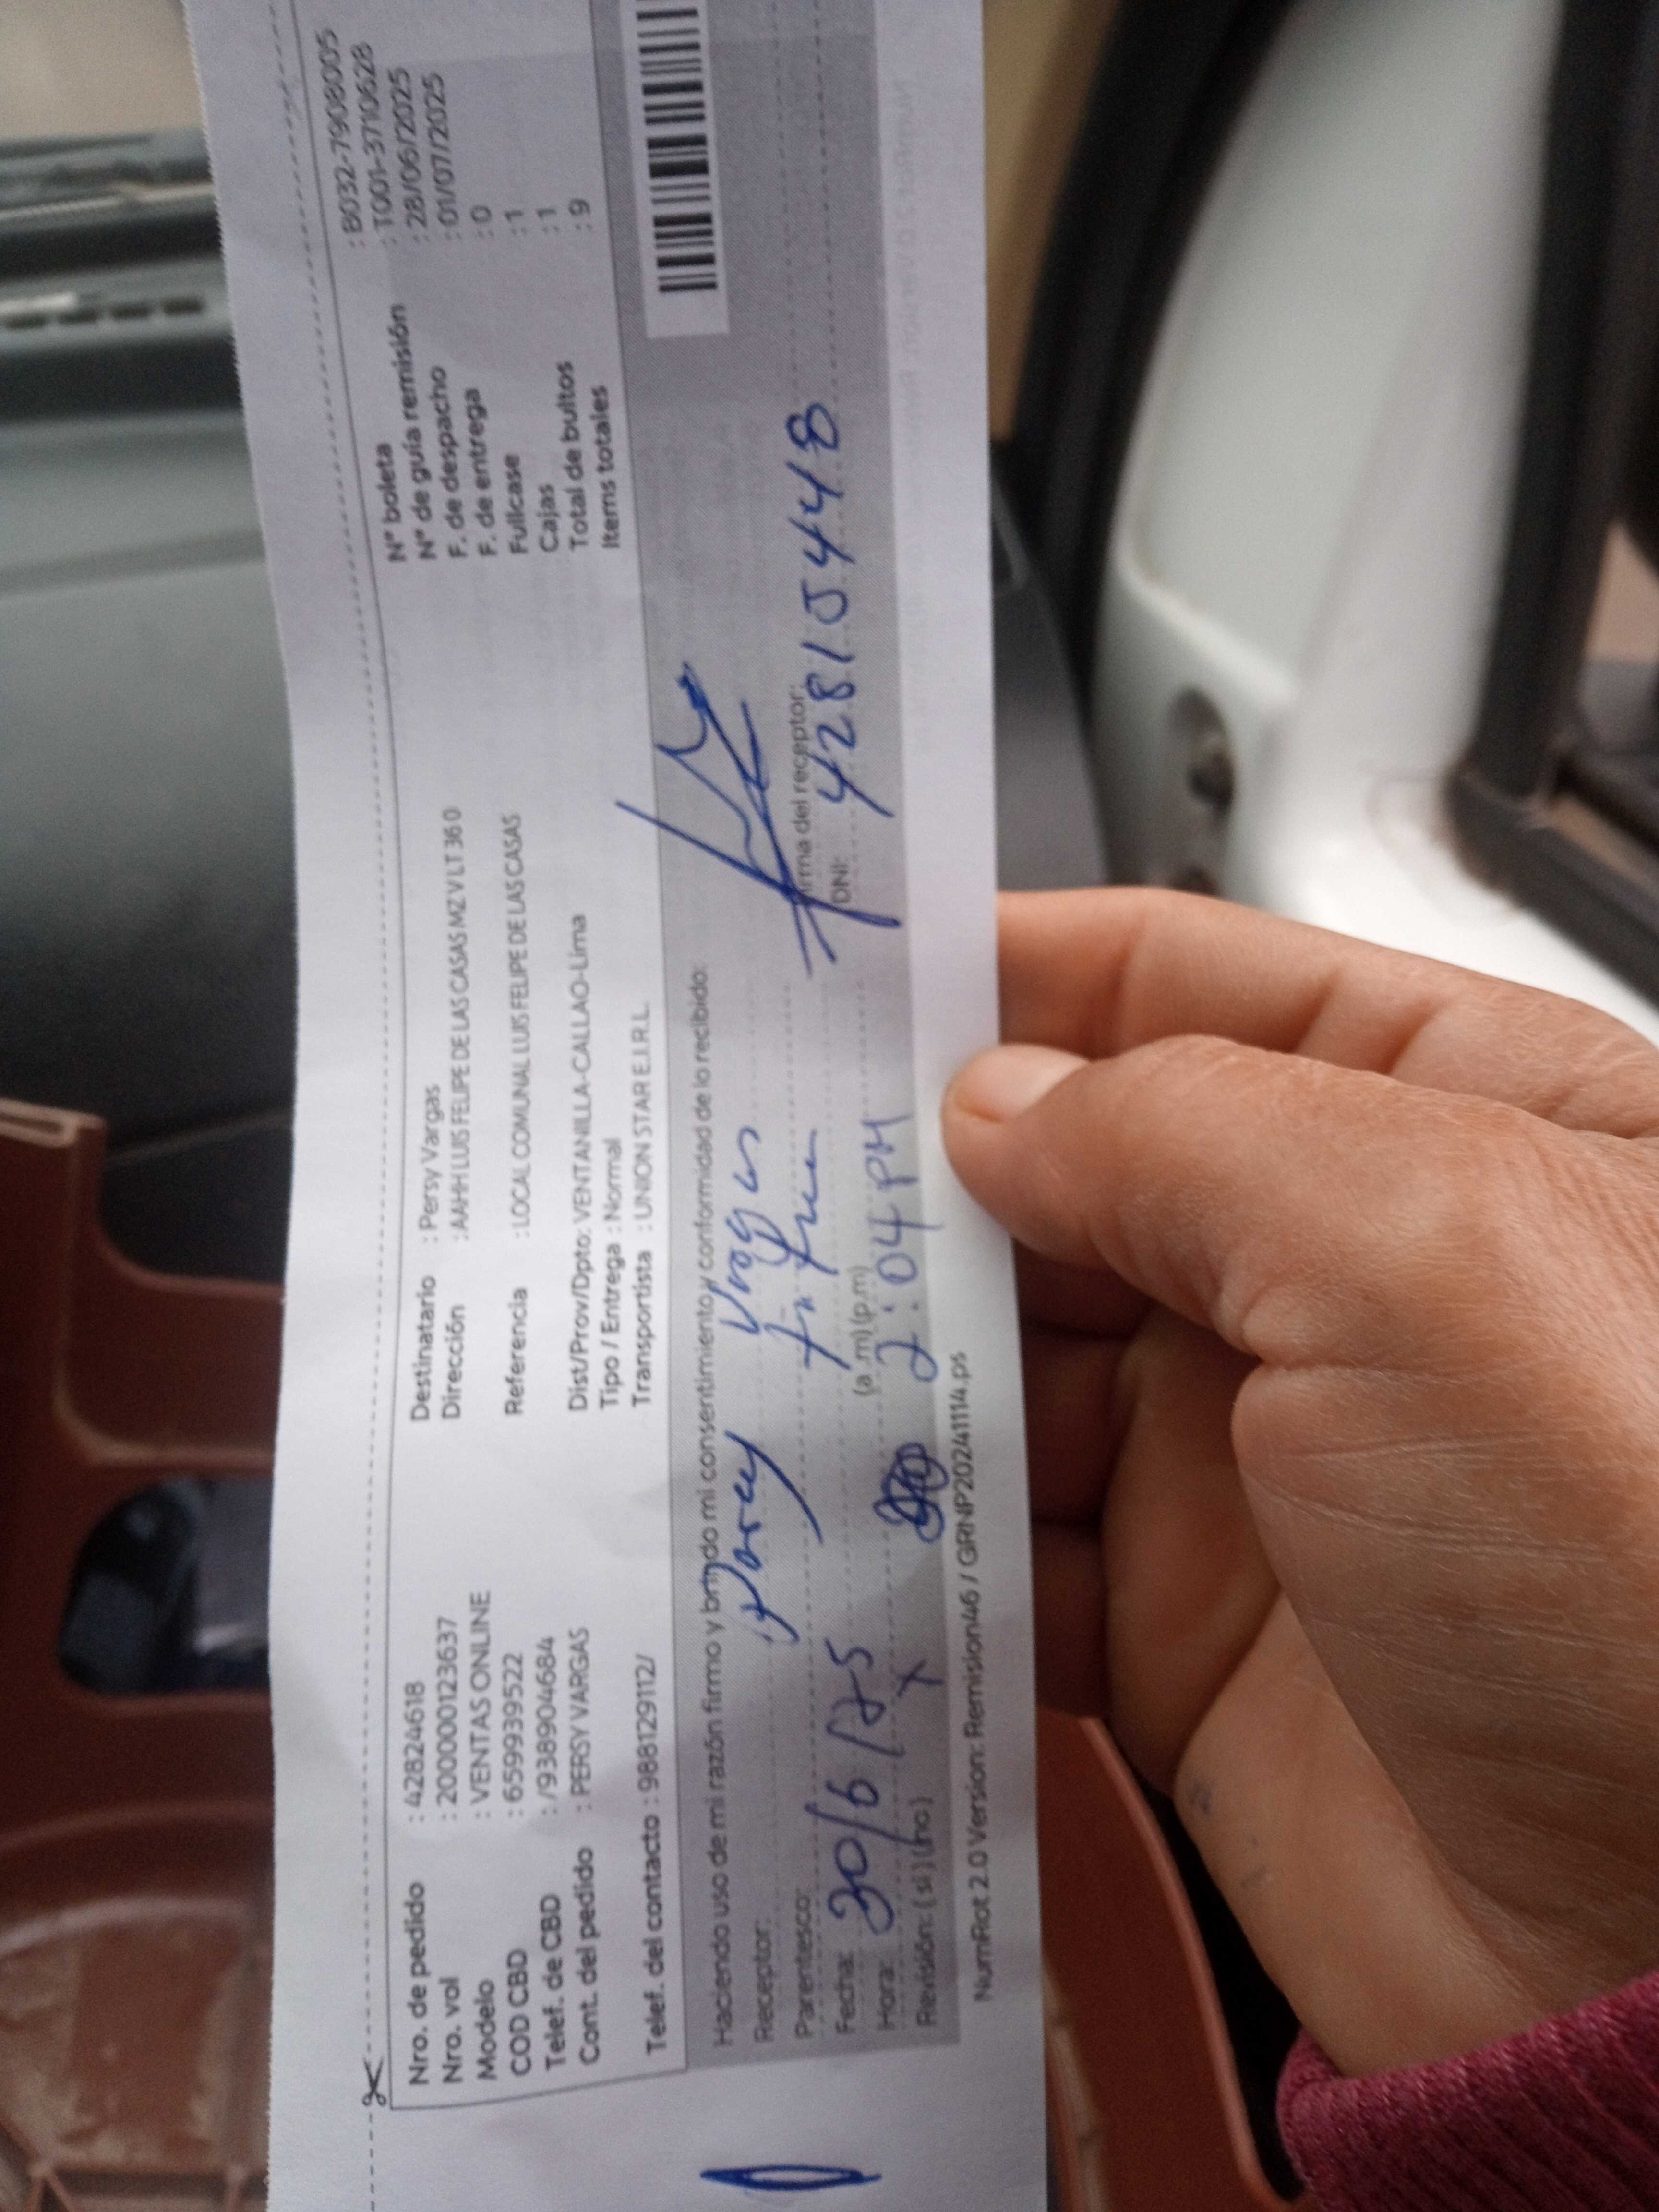 Nro. de pedido : 42824618
Nro. vol : 2000000123637
Modelo : VENTAS ONLINE
COD CBD : 659939522
Telef. de CBD : /938904684
Cont. del pedido : PERSY VARGAS
Telef. del contacto : 988129112/
Destinatario : Persy Vargas
Dirección : AAHH LUIS FELIPE DE LAS CASAS MZ V LT 36 0
Referencia : LOCAL COMUNAL LUIS FELIPE DE LAS CASAS
Dist/Prov/Dpto: VENTANILLA-CALLAO-Lima
Tipo / Entrega : Normal
Transportista : UNION STAR E.I.R.L.
N° boleta : B032-7908005
N° de guía remisión : T001-3710628
F. de despacho : 28/06/2025
F. de entrega : 01/07/2025
Fullcase : 0
Cajas : 1
Total de bultos : 1
Items totales : 9
Haciendo uso de mi razón firmo y brindo mi consentimiento y conformidad de lo recibido:
Receptor:
Parentesco:
Fecha: 30/6/25
Hora: (a.m) (p.m) 2:04 PM
Revisión: ( si ) ( no ) x
Firma del receptor:
DNI: 42815448
NumRot 2.0 Version: Remision46 / GRNP20241114.ps